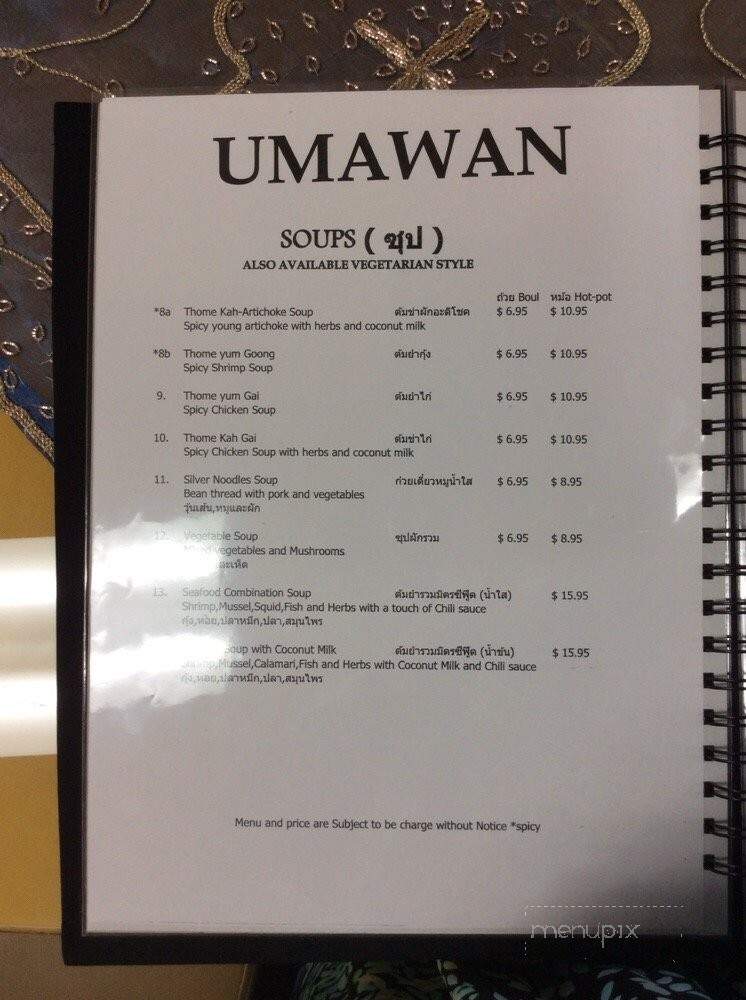 UMAWAN
SOUPS ( ซุป )
ALSO AVAILABLE VEGETARIAN STYLE
ถ้วย Boul หม้อ Hot-pot
*8a Thome Kah-Artichoke Soup ต้มข่าผักอะติโชค $ 6.95 $ 10.95
Spicy young artichoke with herbs and coconut milk
*8b Thome yum Goong ต้มยำกุ้ง $ 6.95 $ 10.95
Spicy Shrimp Soup
9. Thome yum Gai ต้มยำไก่ $ 6.95 $ 10.95
Spicy Chicken Soup
10. Thome Kah Gai ต้มข่าไก่ $ 6.95 $ 10.95
Spicy Chicken Soup with herbs and coconut milk
11. Silver Noodles Soup ก๋วยเตี๋ยวหมูน้ำใส $ 6.95 $ 8.95
Bean thread with pork and vegetables
วุ้นเส้น,หมูและผัก
12. Vegetable Soup ซุปผักรวม $ 6.95 $ 8.95
vegetables and Mushrooms
และเห็ด
13. Seafood Combination Soup ต้มยำรวมมิตรซีฟู๊ด (น้ำใส) $ 15.95
Shrimp,Mussel,Squid,Fish and Herbs with a touch of Chili sauce
กุ้ง,หอย,ปลาหมึก,ปลา,สมุนไพร
Soup with Coconut Milk ต้มยำรวมมิตรซีฟู๊ด (น้ำข้น) $ 15.95
Shrimp,Mussel,Calamari,Fish and Herbs with Coconut Milk and Chili sauce
กุ้ง,หอย,ปลาหมึก,ปลา,สมุนไพร
Menu and price are Subject to be charge without Notice *spicy
menupix